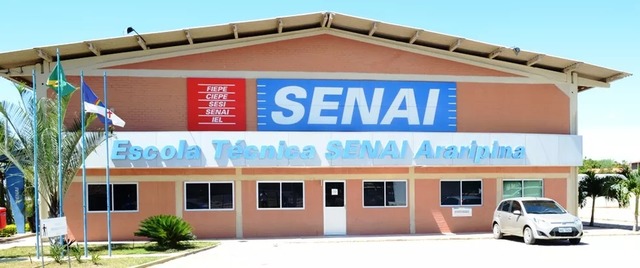 FIEPE
CIEPE
SESI
SENAI
IEL
SENAI
Escola Técnica SENAI Araripina